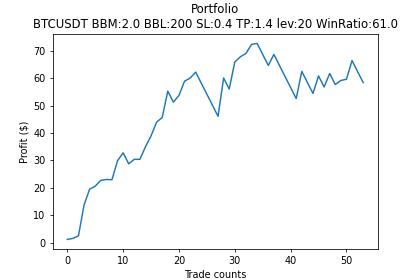 Portfolio
BTCUSDT BBM:2.0 BBL:200 SL:0.4 TP:1.4 lev:20 WinRatio:61.0
70
60
50
40
30
20
10
0
Profit ($)
0 10 20 30 40 50
Trade counts